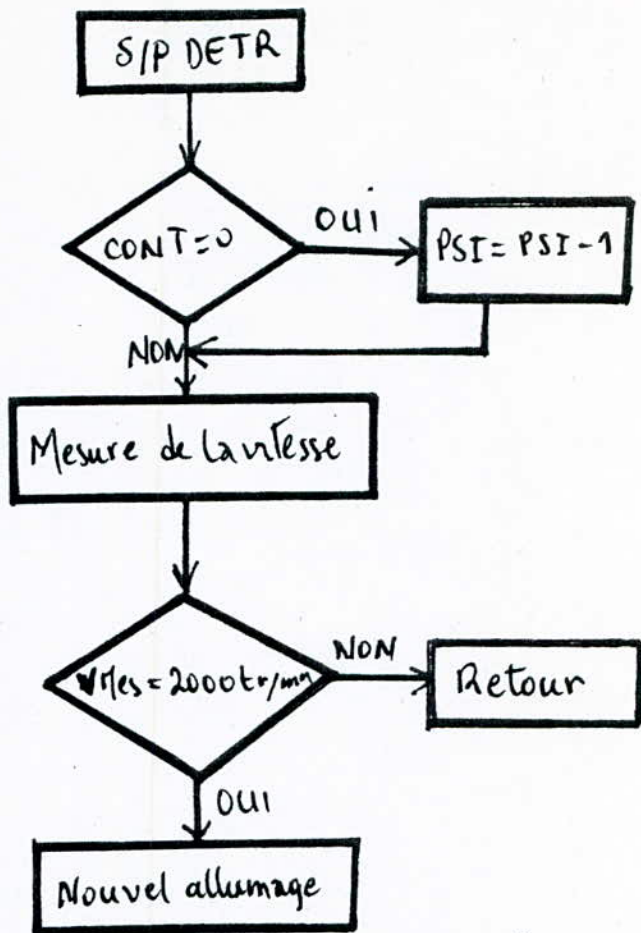 S/P DETR
CONT=0
OUI
PSI = PSI-1
NON
Mesure de la vitesse
VMes = 2000tr/mn
NON
Retour
OUI
Nouvel allumage